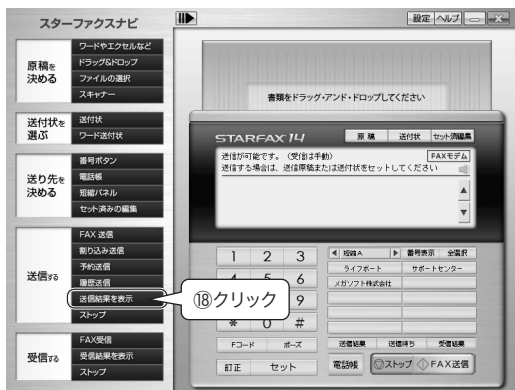 スターファクスナビ
設定 ヘルプ
原稿を
決める
ワードやエクセルなど
ドラッグ&ドロップ
ファイルの選択
スキャナー
送付状を
選ぶ
送付状
ワード送付状
送り先を
決める
番号ボタン
電話帳
短縮パネル
セット済みの編集
送信する
FAX 送信
割り込み送信
予約送信
履歴送信
送信結果を表示
ストップ
受信する
FAX受信
受信結果を表示
ストップ
書類をドラッグ・アンド・ドロップしてください
STARFAX 14
原 稿 送付状 セット済編集
送信が可能です。（受信は手動） FAXモデム
送信する場合は、送信原稿または送付状をセットしてください
1 2 3
6
9
＊ 0 #
Fコード ポーズ
訂正 セット
短縮A 番号表示 全選択
ライフボート サポートセンター
メガソフト株式会社
送信結果 送信待ち 受信結果
電話帳 ストップ FAX送信
⑱クリック